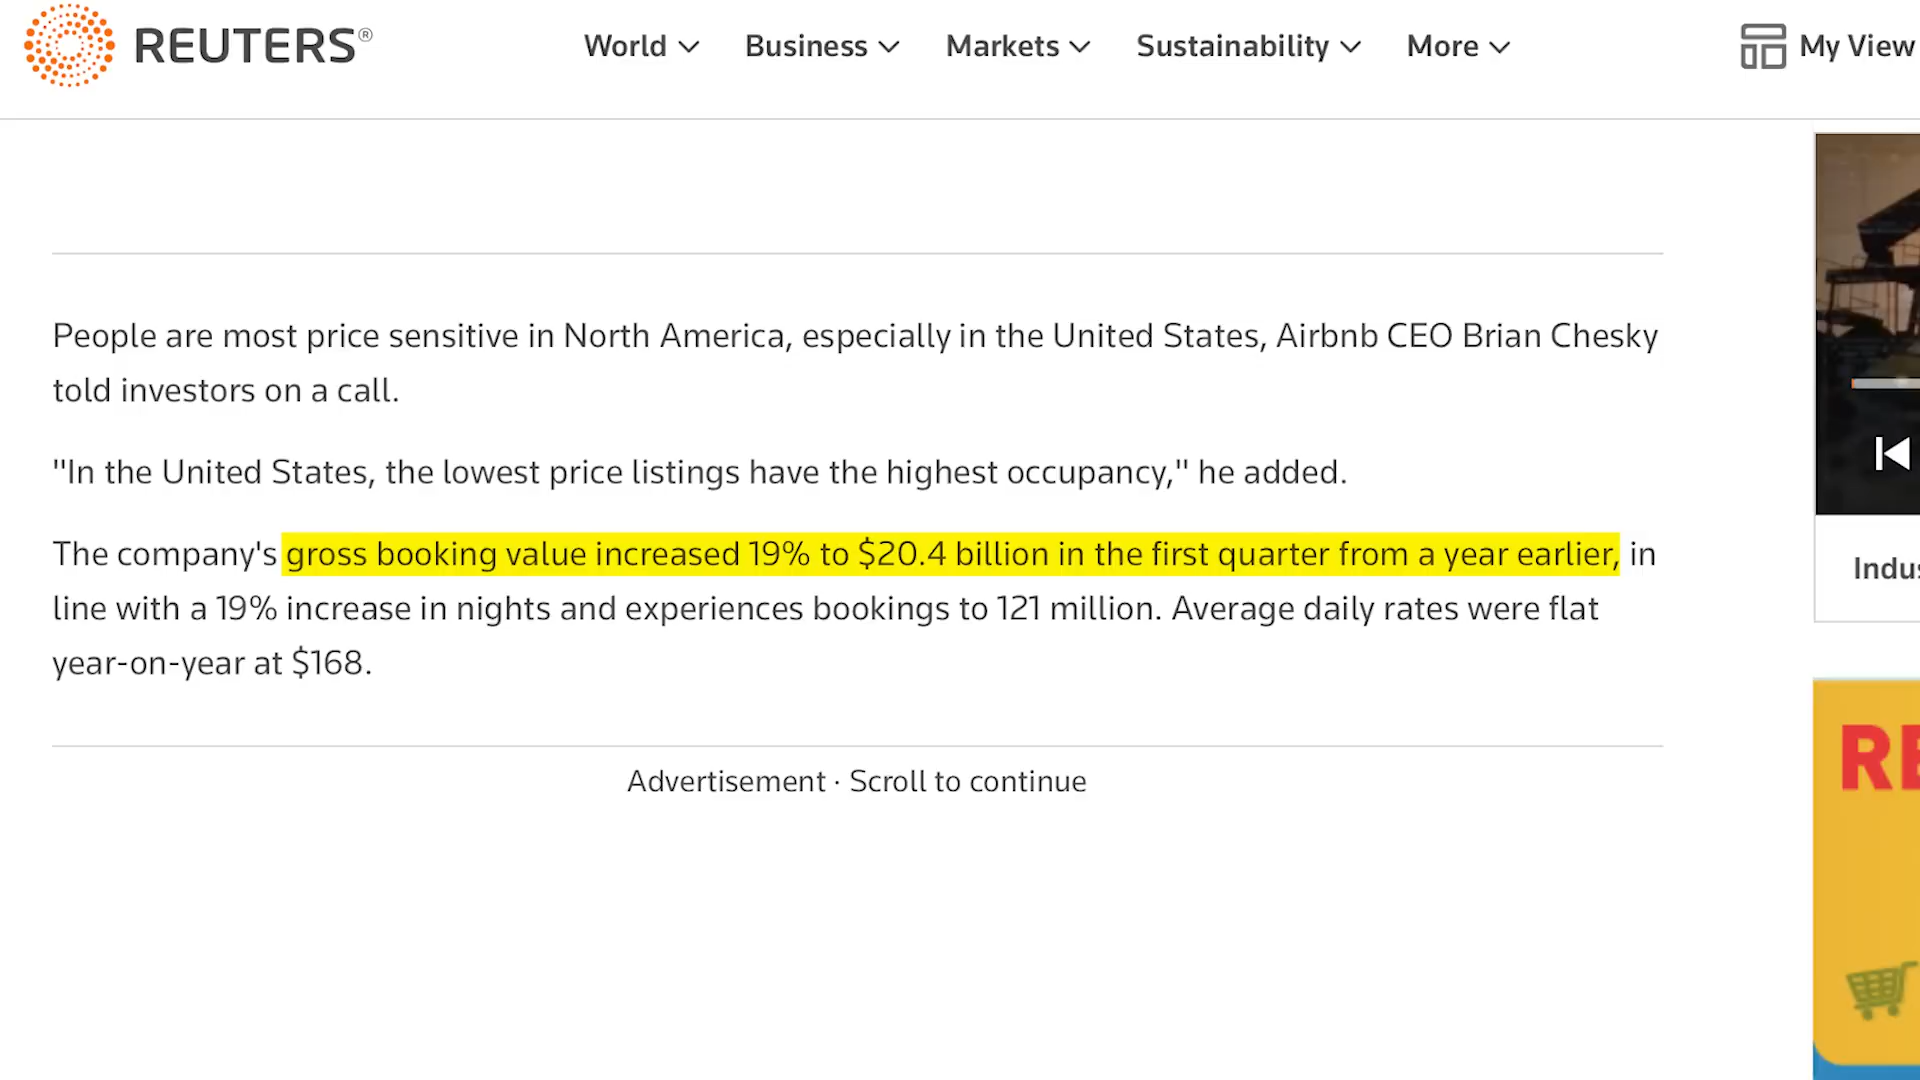 REUTERS®
World Business Markets Sustainability More My View
People are most price sensitive in North America, especially in the United States, Airbnb CEO Brian Chesky
told investors on a call.
"In the United States, the lowest price listings have the highest occupancy," he added.
The company's gross booking value increased 19% to $20.4 billion in the first quarter from a year earlier, in
line with a 19% increase in nights and experiences bookings to 121 million. Average daily rates were flat
year-on-year at $168.
Advertisement · Scroll to continue